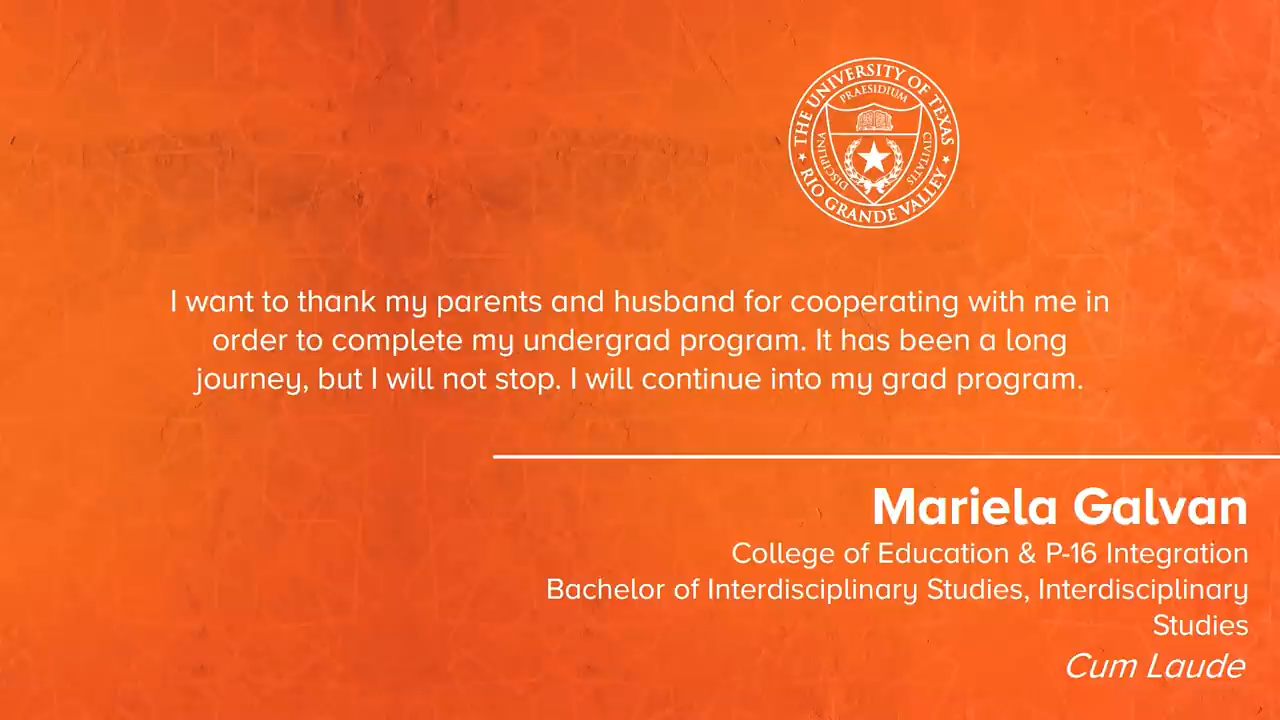 THE UNIVERSITY OF TEXAS
PRAESIDIUM
DISCIPLINA
CIVITATIS
RIO GRANDE VALLEY
I want to thank my parents and husband for cooperating with me in
order to complete my undergrad program. It has been a long
journey, but I will not stop. I will continue into my grad program.
Mariela Galvan
College of Education & P-16 Integration
Bachelor of Interdisciplinary Studies, Interdisciplinary
Studies
Cum Laude